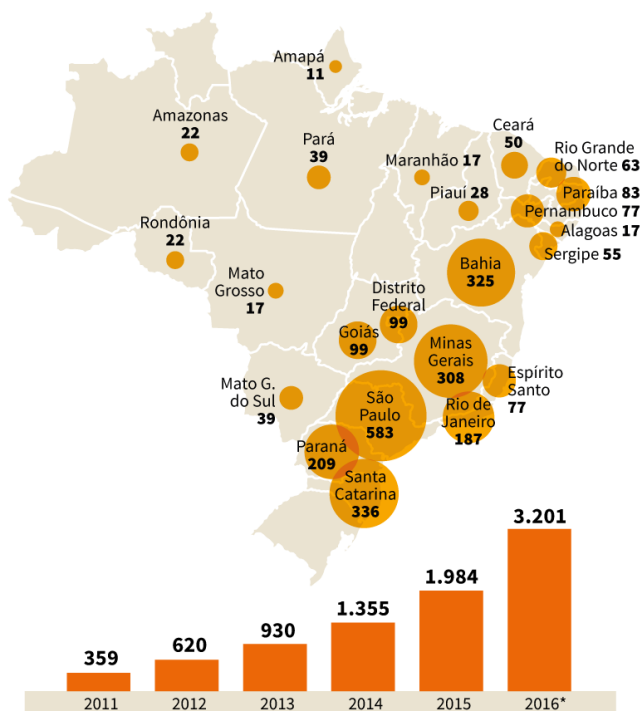 Amapá
11
Amazonas
22
Pará
39
Maranhão 17
Piauí 28
Ceará
50
Rio Grande
do Norte 63
Paraíba 83
Pernambuco 77
Alagoas 17
Sergipe 55
Rondônia
22
Mato
Grosso
17
Bahia
325
Distrito
Federal
99
Goiás
99
Minas
Gerais
308
Espírito
Santo
77
Mato G.
do Sul
39
São
Paulo
583
Rio de
Janeiro
187
Paraná
209
Santa
Catarina
336
359
620
930
1.355
1.984
3.201
2011
2012
2013
2014
2015
2016*